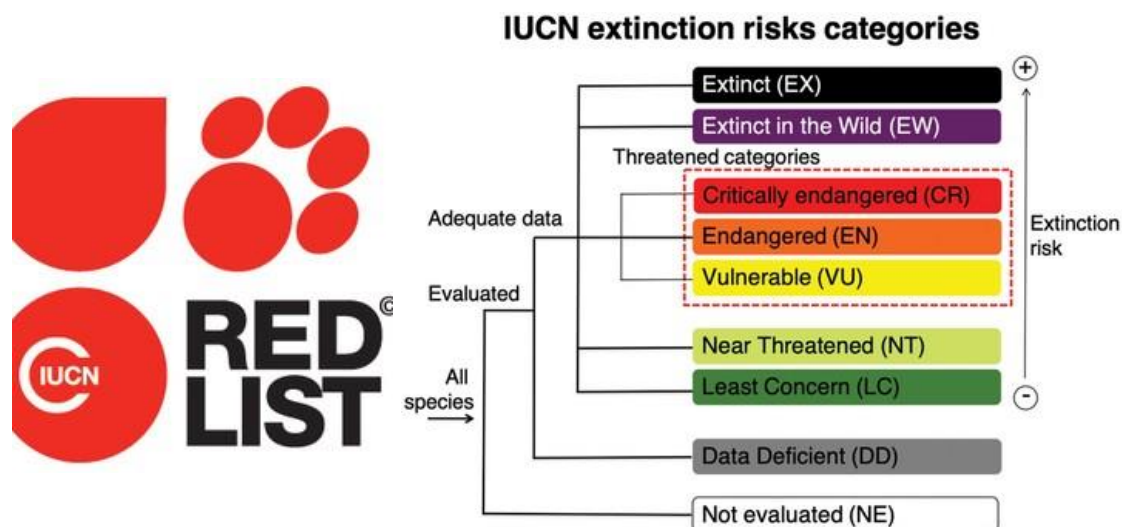 IUCN
RED
LIST
©
IUCN extinction risks categories
Extinct (EX)
Extinct in the Wild (EW)
Threatened categories
Critically endangered (CR)
Adequate data
Endangered (EN)
Extinction
risk
Vulnerable (VU)
Evaluated
Near Threatened (NT)
All
species
Least Concern (LC)
Data Deficient (DD)
Not evaluated (NE)
+
-